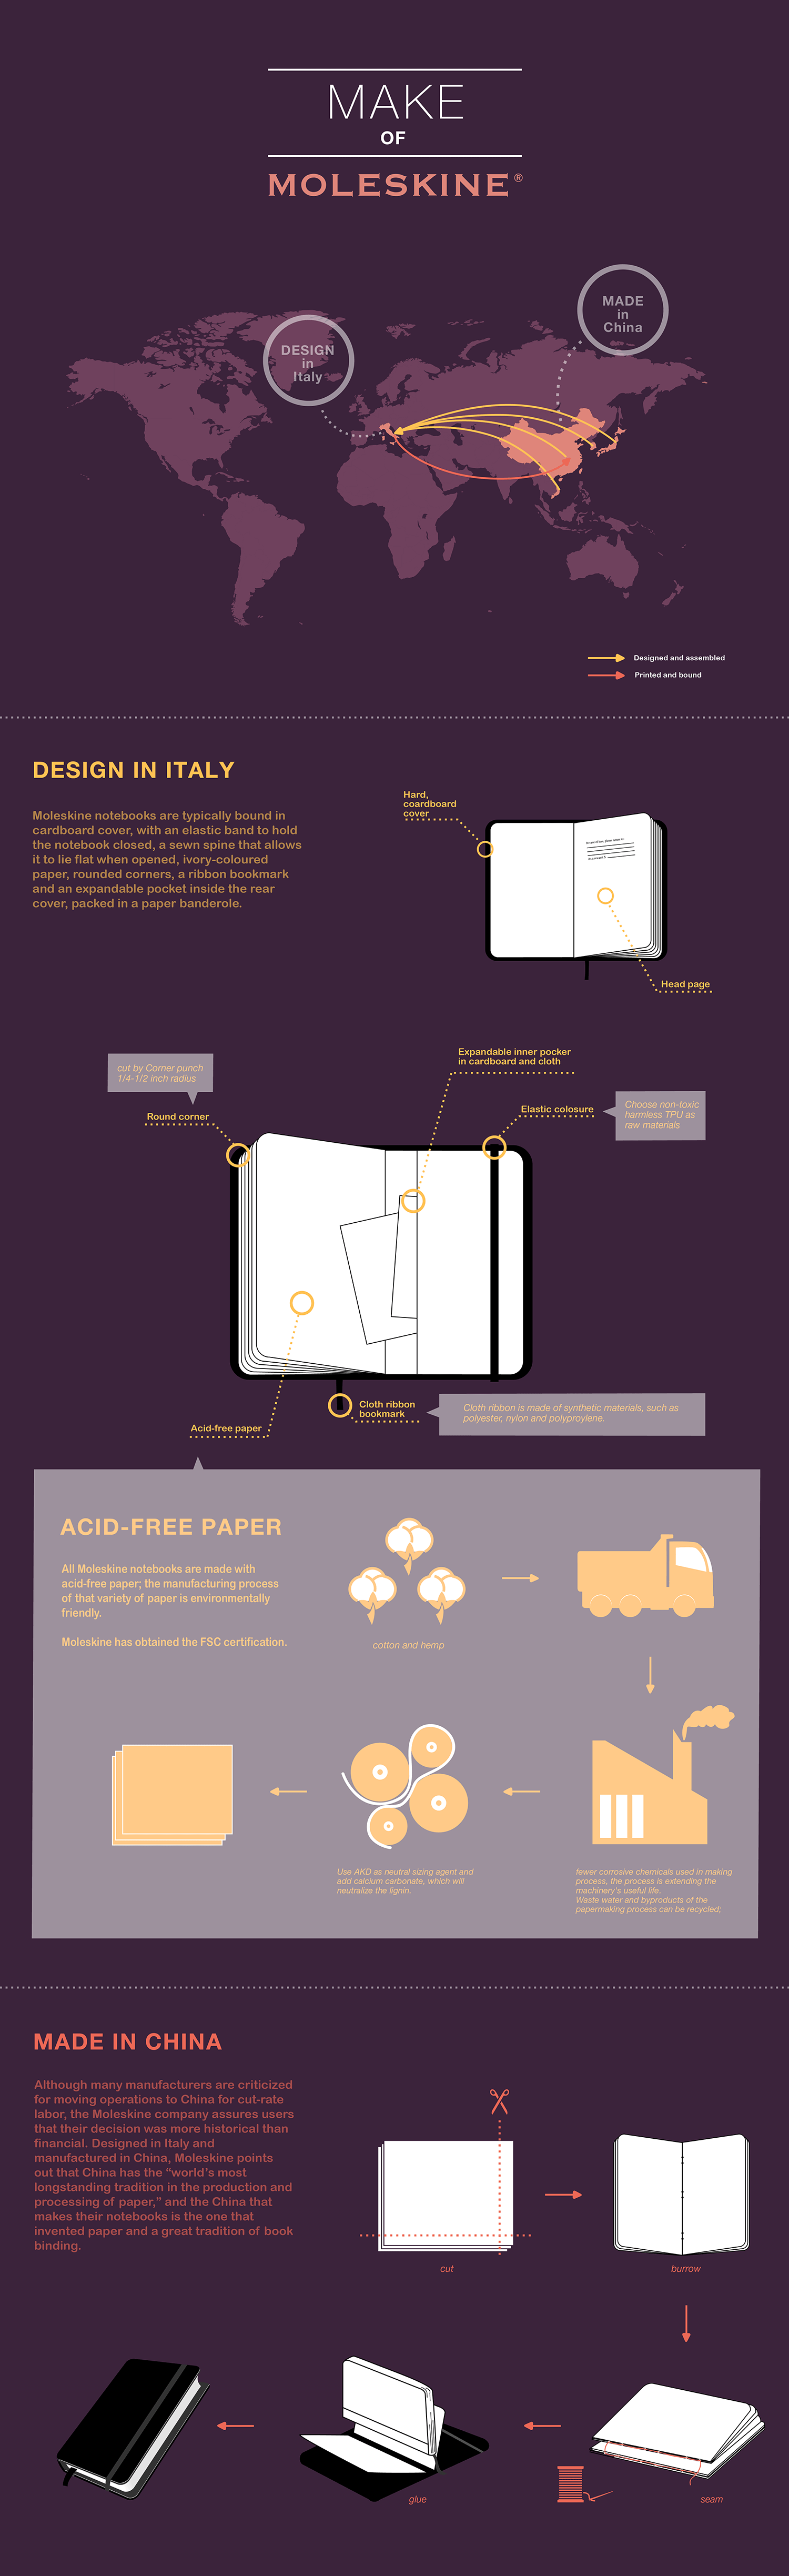 MAKE
OF
MOLESKINE®
MADE
in
China
DESIGN
in
Italy
Designed and assembled
Printed and bound
DESIGN IN ITALY
Moleskine notebooks are typically bound in
cardboard cover, with an elastic band to hold
the notebook closed, a sewn spine that allows
it to lie flat when opened, ivory-coloured
paper, rounded corners, a ribbon bookmark
and an expandable pocket inside the rear
cover, packed in a paper banderole.
Hard,
coardboard
cover
Head page
Expandable inner pocker
in cardboard and cloth
cut by Corner punch
1/4-1/2 inch radius
Round corner
Elastic colosure
Choose non-toxic
harmless TPU as
raw materials
Cloth ribbon
bookmark
Cloth ribbon is made of synthetic materials, such as
polyester, nylon and polyproylene.
Acid-free paper
ACID-FREE PAPER
All Moleskine notebooks are made with
acid-free paper; the manufacturing process
of that variety of paper is environmentally
friendly.
Moleskine has obtained the FSC certification.
cotton and hemp
Use AKD as neutral sizing agent and
add calcium carbonate, which will
neutralize the lignin.
fewer corrosive chemicals used in making
process, the process is extending the
machinery's useful life.
Waste water and byproducts of the
papermaking process can be recycled;
MADE IN CHINA
Although many manufacturers are criticized
for moving operations to China for cut-rate
labor, the Moleskine company assures users
that their decision was more historical than
financial. Designed in Italy and
manufactured in China, Moleskine points
out that China has the “world's most
longstanding tradition in the production and
processing of paper,” and the China that
makes their notebooks is the one that
invented paper and a great tradition of book
binding.
cut
burrow
glue
seam